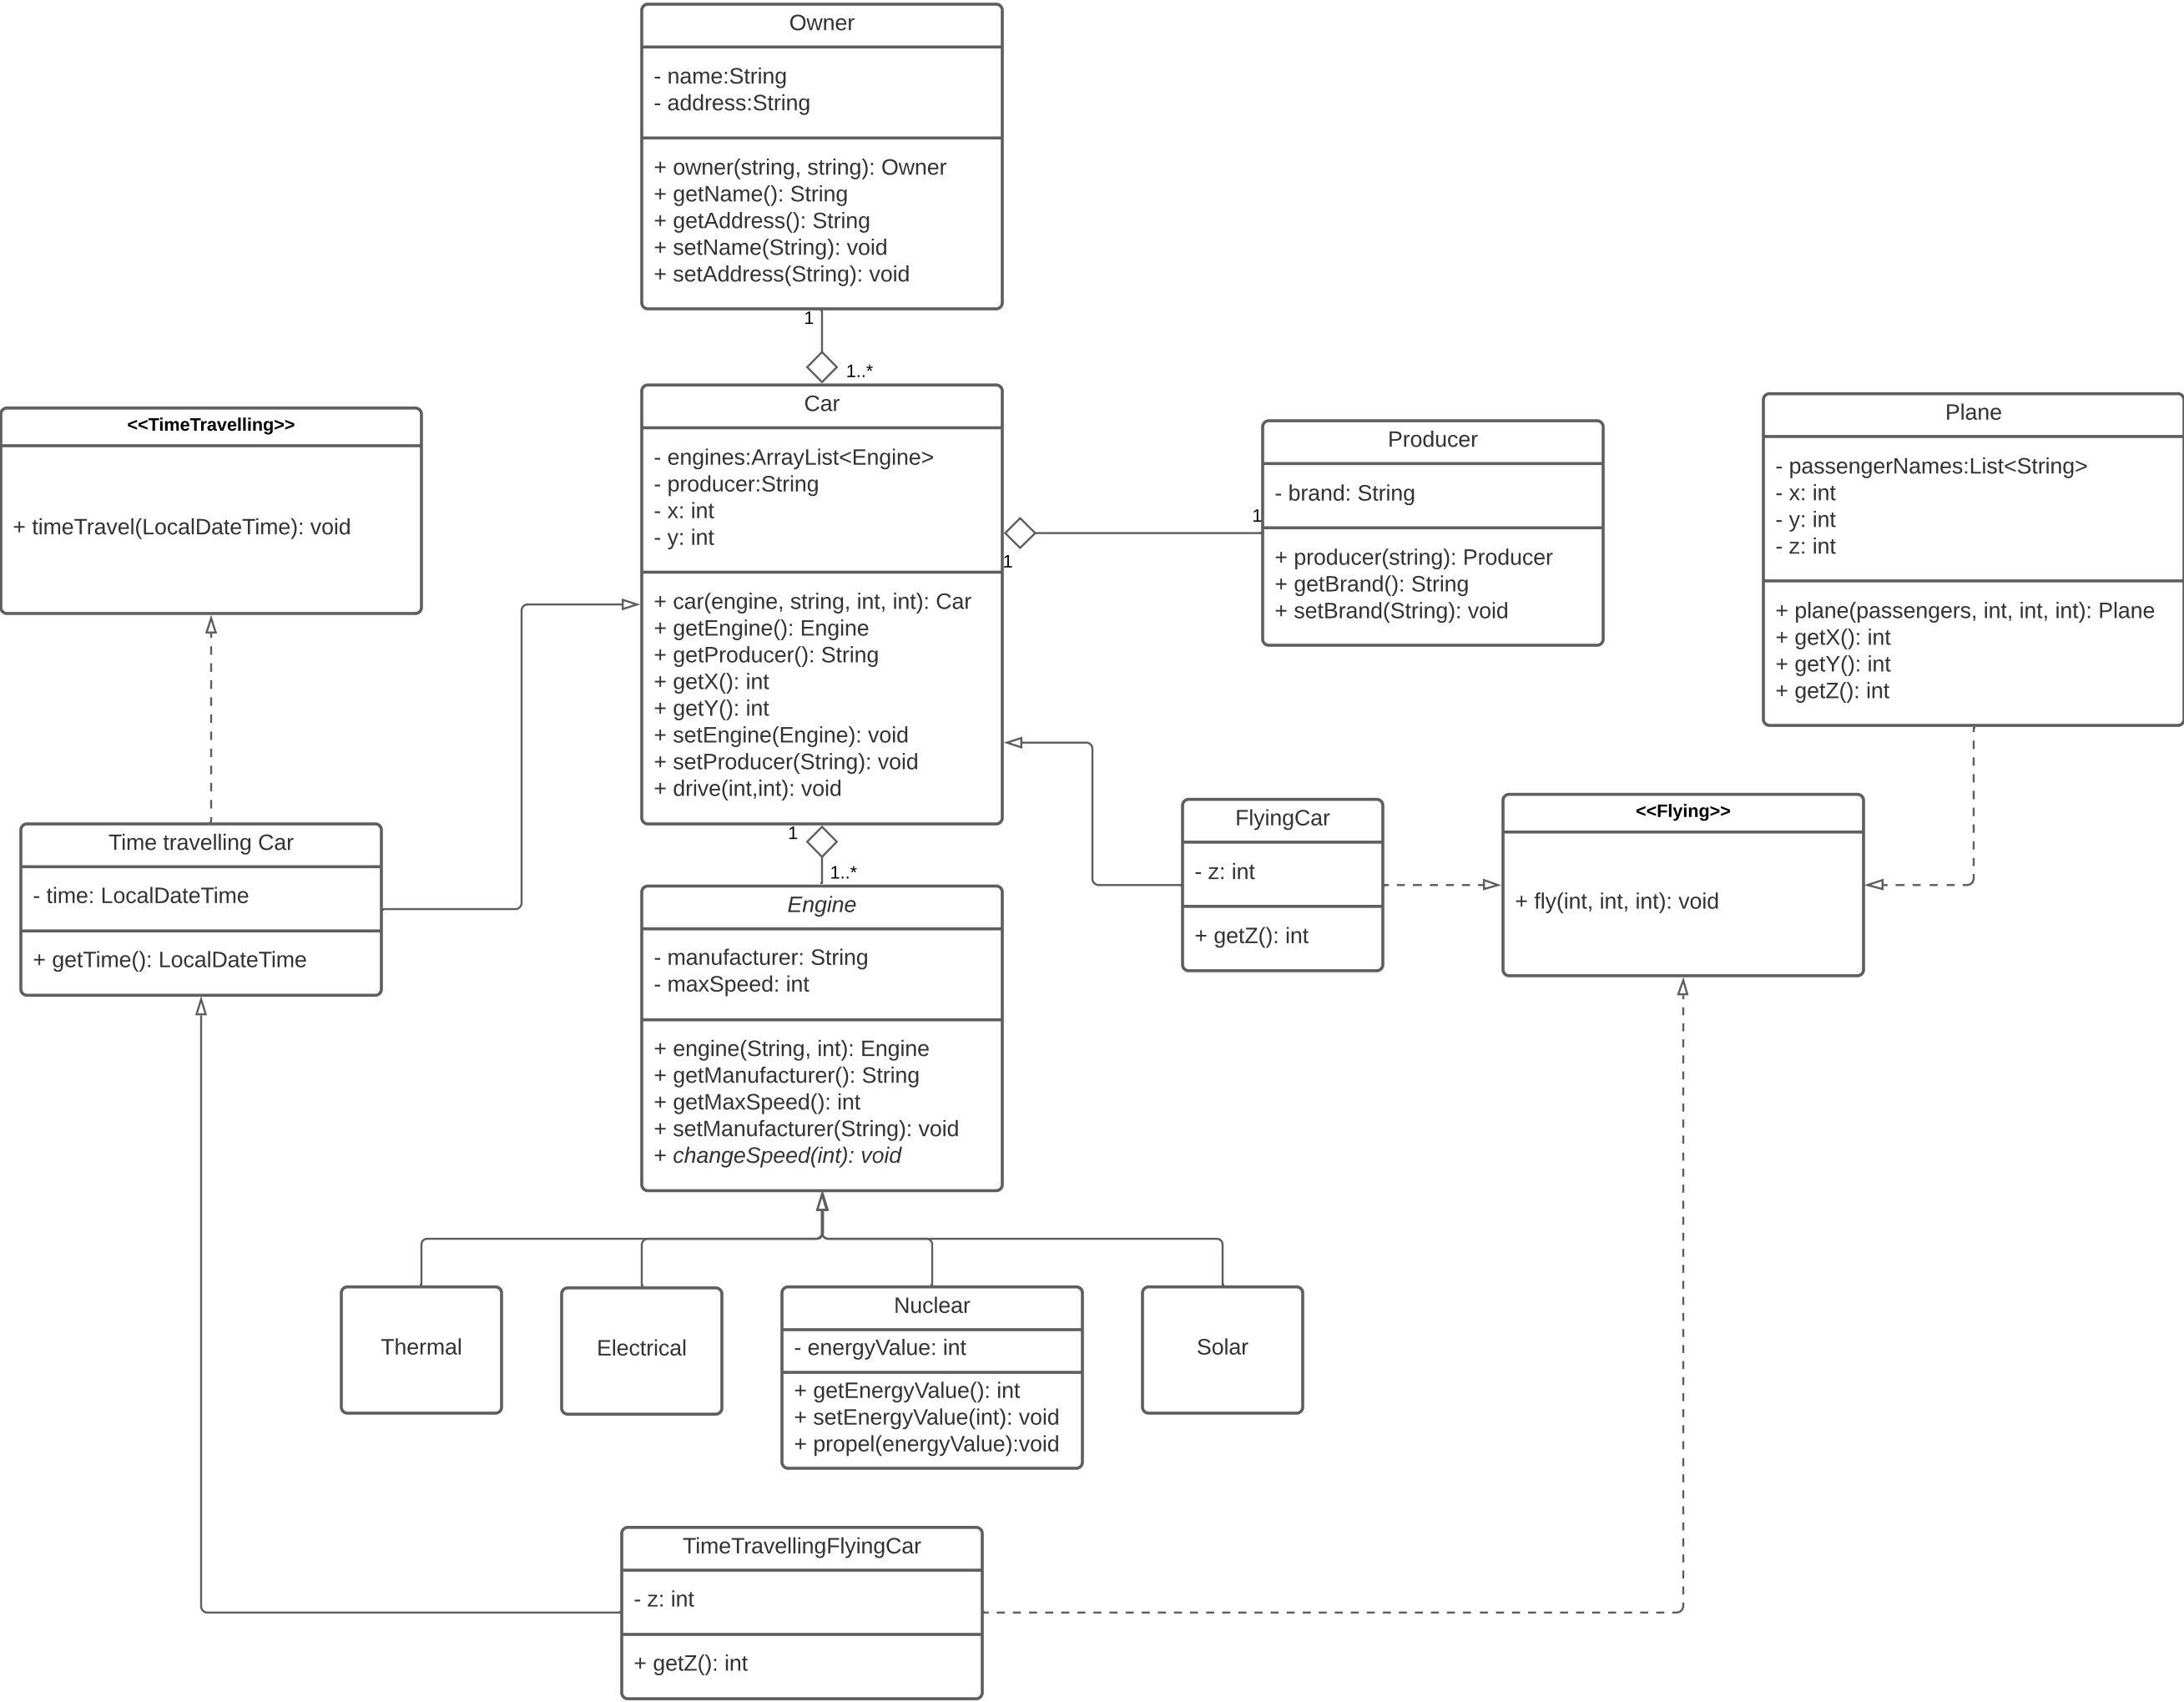 Owner
- name:String
- address:String
+ owner(string, string): Owner
+ getName(): String
+ getAddress(): String
+ setName(String): void
+ setAddress(String): void
1
1..*
<<TimeTravelling>>
+ timeTravel(LocalDateTime): void
Car
- engines:ArrayList<Engine>
- producer:String
- x: int
- y: int
+ car(engine, string, int, int): Car
+ getEngine(): Engine
+ getProducer(): String
+ getX(): int
+ getY(): int
+ setEngine(Engine): void
+ setProducer(String): void
+ drive(int,int): void
1
1
Producer
- brand: String
+ producer(string): Producer
+ getBrand(): String
+ setBrand(String): void
Plane
- passengerNames:List<String>
- x: int
- y: int
- z: int
+ plane(passengers, int, int, int): Plane
+ getX(): int
+ getY(): int
+ getZ(): int
Time travelling Car
- time: LocalDateTime
+ getTime(): LocalDateTime
1
1..*
Engine
- manufacturer: String
- maxSpeed: int
+ engine(String, int): Engine
+ getManufacturer(): String
+ getMaxSpeed(): int
+ setManufacturer(String): void
+ changeSpeed(int): void
FlyingCar
- z: int
+ getZ(): int
<<Flying>>
+ fly(int, int, int): void
Thermal
Electrical
Nuclear
- energyValue: int
+ getEnergyValue(): int
+ setEnergyValue(int): void
+ propel(energyValue):void
Solar
TimeTravellingFlyingCar
- z: int
+ getZ(): int